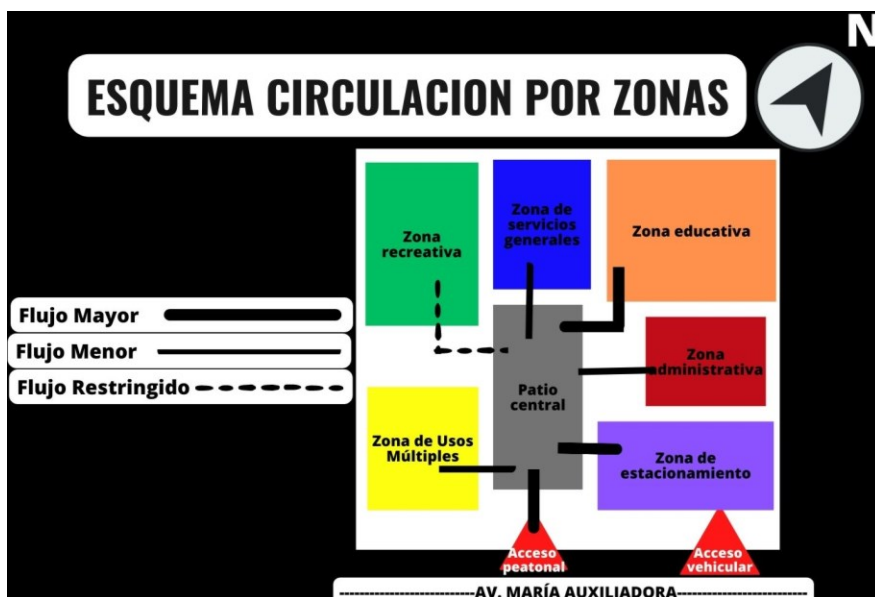 N
ESQUEMA CIRCULACION POR ZONAS
Zona
recreativa
Zona de
servicios
generales
Zona educativa
Flujo Mayor
Flujo Menor
Flujo Restringido
Zona
administrativa
Patio
central
Zona de Usos
Múltiples
Zona de
estacionamiento
Acceso
peatonal
Acceso
vehicular
-------------------------AV. MARÍA AUXILIADORA------------------------